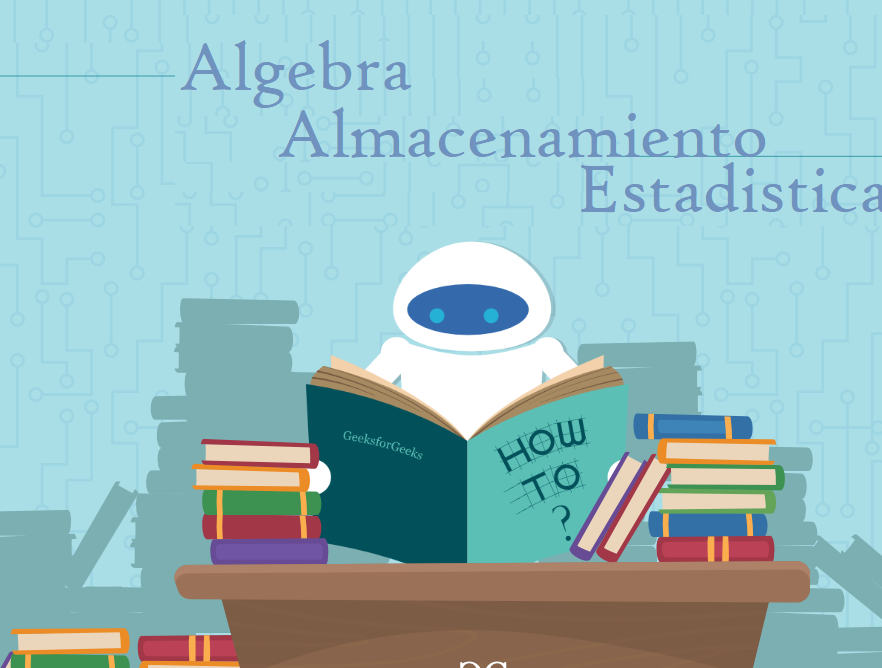 Algebra
Almacenamiento
Estadistica
GeeksforGeeks
HOW
TO
?